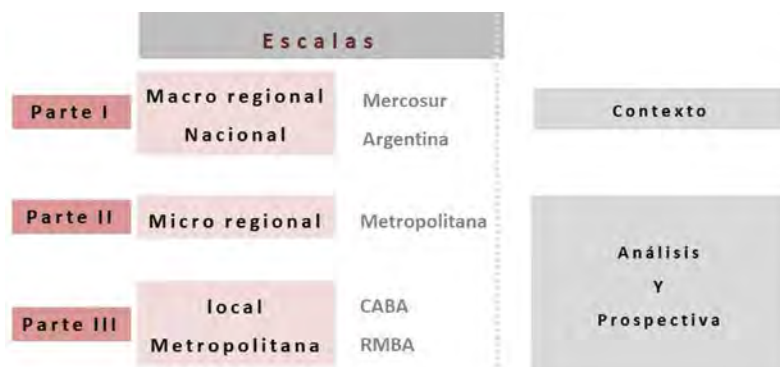 Escalas
Parte I
Macro regional
Nacional
Mercosur
Argentina
Contexto
Parte II
Micro regional
Metropolitana
Análisis
Y
Prospectiva
Parte III
local
Metropolitana
CABA
RMBA